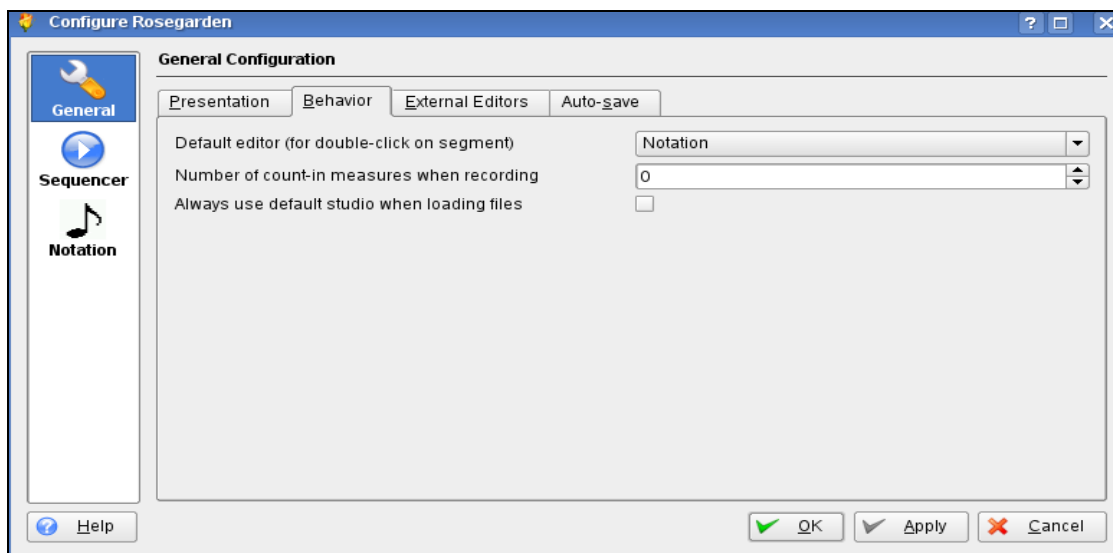 Configure Rosegarden
General Configuration
General
Sequencer
Notation
Presentation Behavior External Editors Auto-save
Default editor (for double-click on segment) Notation
Number of count-in measures when recording 0
Always use default studio when loading files
Help OK Apply Cancel